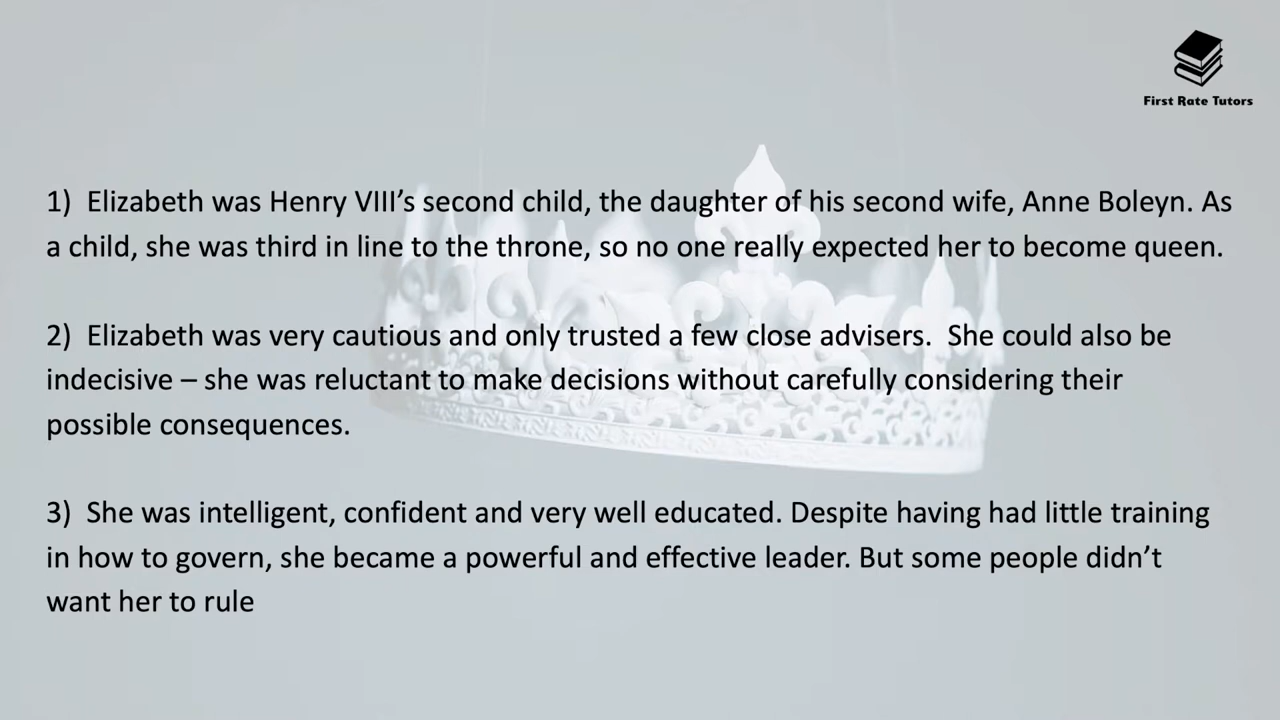 First Rate Tutors
1) Elizabeth was Henry VIII’s second child, the daughter of his second wife, Anne Boleyn. As
a child, she was third in line to the throne, so no one really expected her to become queen.
2) Elizabeth was very cautious and only trusted a few close advisers. She could also be
indecisive – she was reluctant to make decisions without carefully considering their
possible consequences.
3) She was intelligent, confident and very well educated. Despite having had little training
in how to govern, she became a powerful and effective leader. But some people didn’t
want her to rule